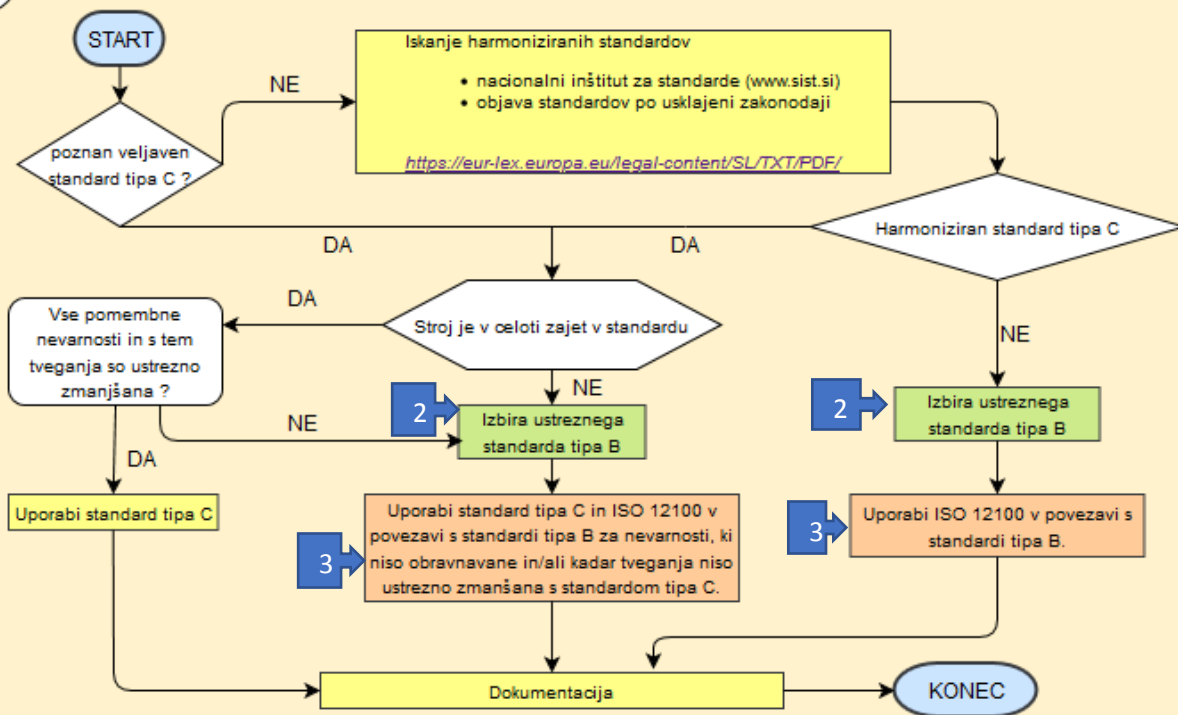 START
NE
Iskanje harmoniziranih standardov
• nacionalni inštitut za standarde (www.sist.si)
• objava standardov po usklajeni zakonodaji
https://eur-lex.europa.eu/legal-content/SL/TXT/PDF/
poznan veljaven
standard tipa C ?
Harmoniziran standard tipa C
DA
DA
DA
Vse pomembne
nevarnosti in s tem
tveganja so ustrezno
zmanjšana ?
Stroj je v celoti zajet v standardu
NE
NE
2
Izbira ustreznega
standarda tipa B
2
Izbira ustreznega
standarda tipa B
NE
DA
Uporabi standard tipa C
3
Uporabi standard tipa C in ISO 12100 v
povezavi s standardi tipa B za nevarnosti, ki
niso obravnavane in/ali kadar tveganja niso
ustrezno zmanšana s standardom tipa C.
3
Uporabi ISO 12100 v povezavi s
standardi tipa B.
Dokumentacija
KONEC